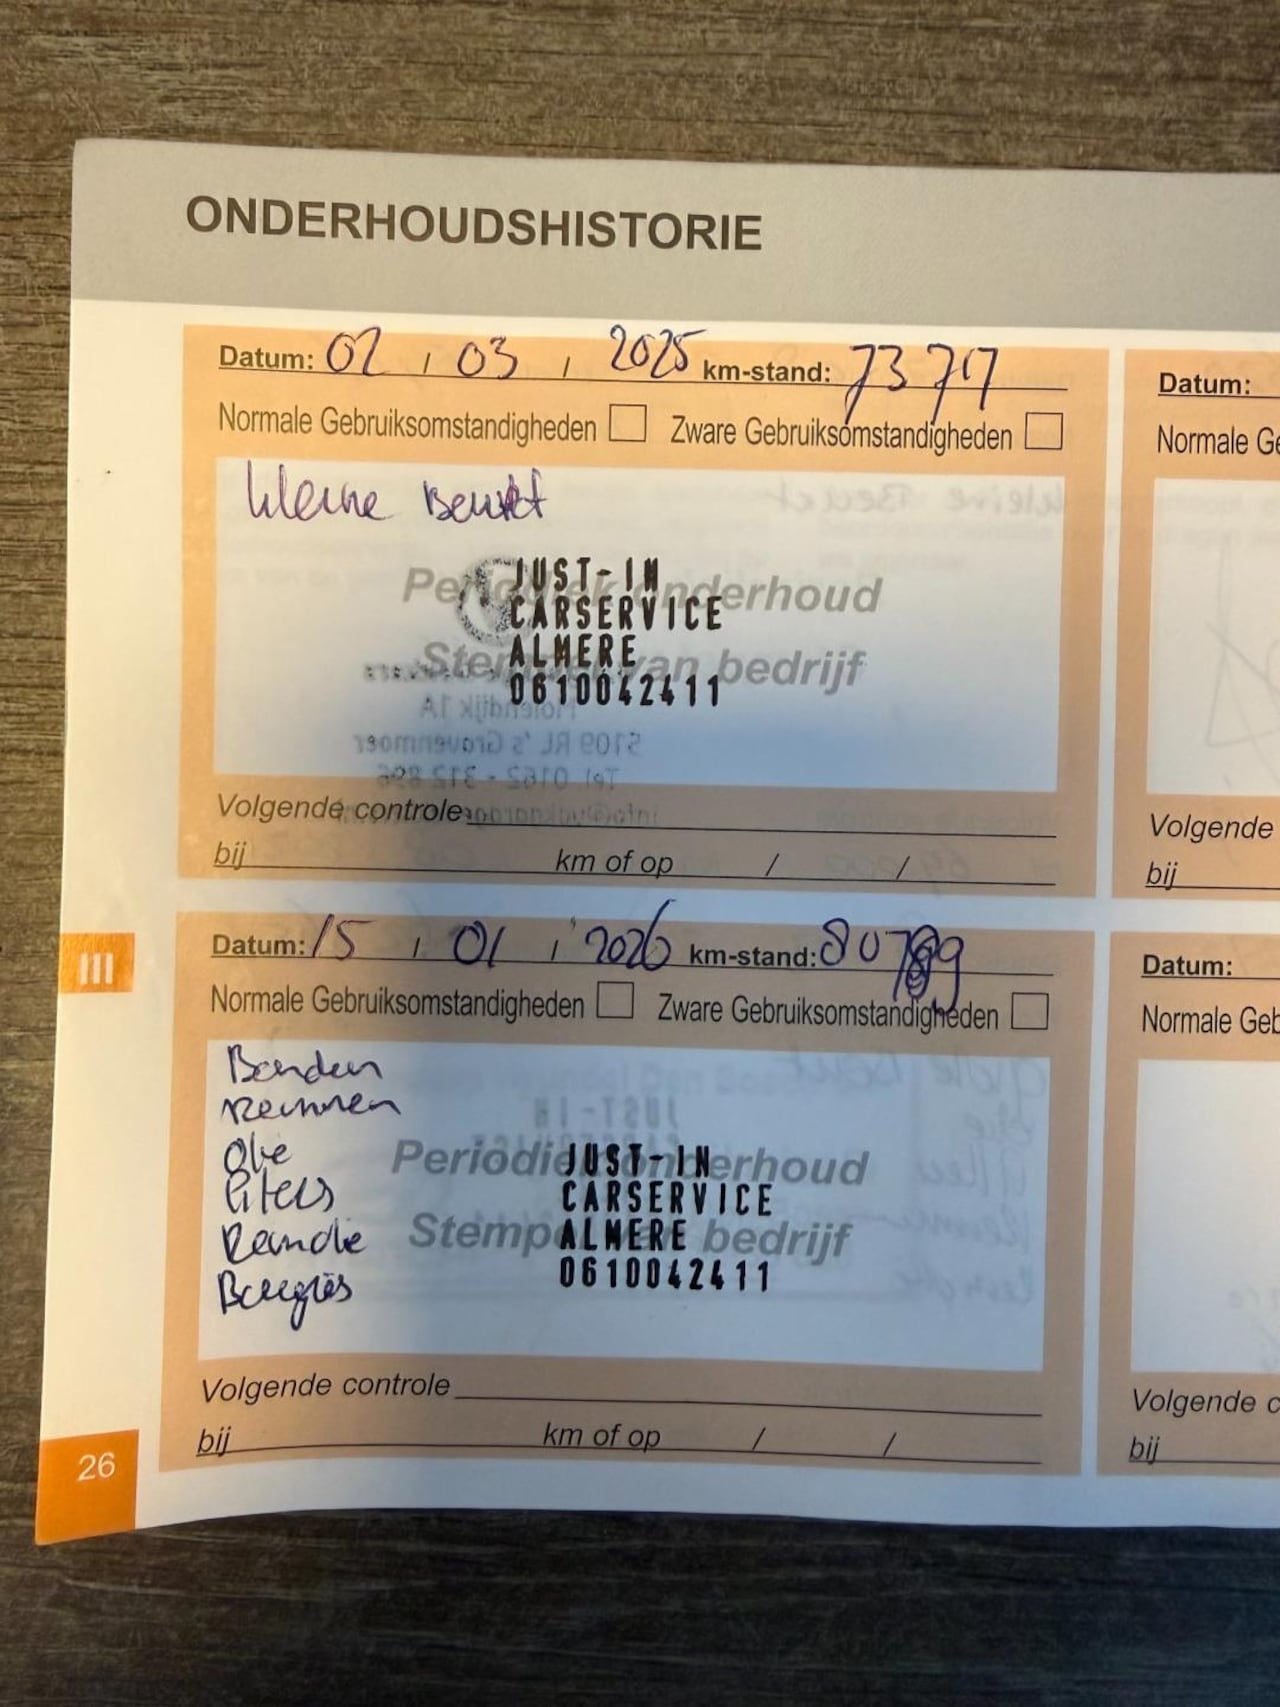 ONDERHOUDSHISTORIE
Datum: 02 / 03 / 2025 km-stand:
Normale Gebruiksomstandigheden Zware Gebruiksomstandigheden
kleine Beurt
Periodiek onderhoud
Stempel van bedrijf
JUST-IN
CARSERVICE
ALMERE
0610042411
Molendijk 1A
5109 RL 's Gravenmoer
Tel. 0162 - 312 896
Volgende controle
bij km of op / /
Datum: 15 / 01 / 2026 km-stand:
Normale Gebruiksomstandigheden Zware Gebruiksomstandigheden
Banden
Remmen
Olie
filters
Rambie
Bougies
Periodiek onderhoud
Stempel van bedrijf
JUST-IN
CARSERVICE
ALMERE
0610042411
Volgende controle
bij km of op / /
Datum:
Normale Ge
Volgende
bij
Datum:
Normale Geb
Volgende c
bij
III
26